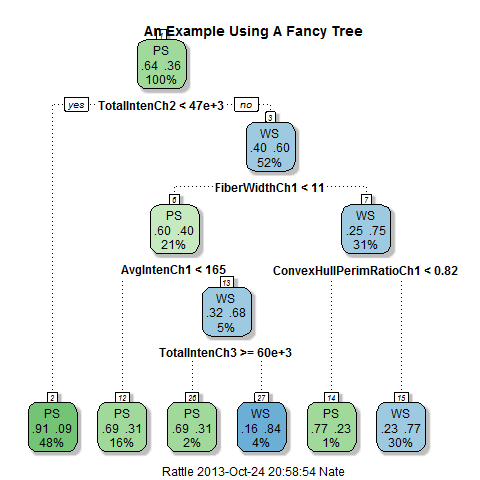 An Example Using A Fancy Tree
1
PS
.64 .36
100%
yes TotalIntenCh2 < 47e+3 no
3
WS
.40 .60
52%
FiberWidthCh1 < 11
6 7
PS WS
.60 .40 .25 .75
21% 31%
AvgIntenCh1 < 165 ConvexHullPerimRatioCh1 < 0.82
13
WS
.32 .68
5%
TotalIntenCh3 >= 60e+3
2 12 26 27 14 15
PS PS PS WS PS WS
.91 .09 .69 .31 .69 .31 .16 .84 .77 .23 .23 .77
48% 16% 2% 4% 1% 30%
Rattle 2013-Oct-24 20:58:54 Nate